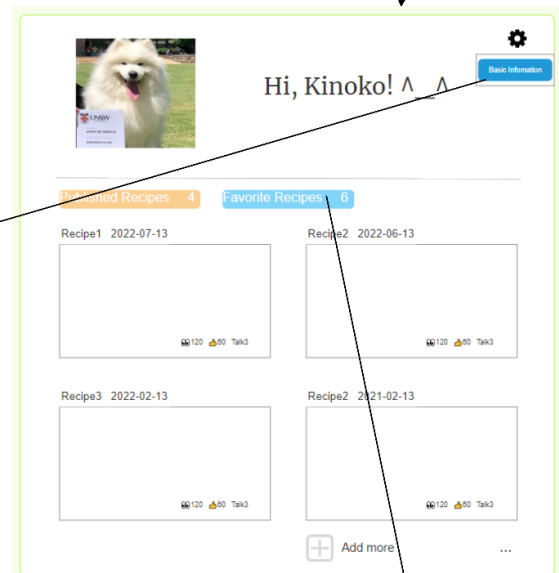 Basic Infomation
Hi, Kinoko! ^__^
UNSW
Published Recipes 4 Favorite Recipes 6
Recipe1 2022-07-13 Recipe2 2022-06-13
120 60 Talk3 120 60 Talk3
Recipe3 2022-02-13 Recipe2 2021-02-13
120 60 Talk3 120 60 Talk3
Add more ...